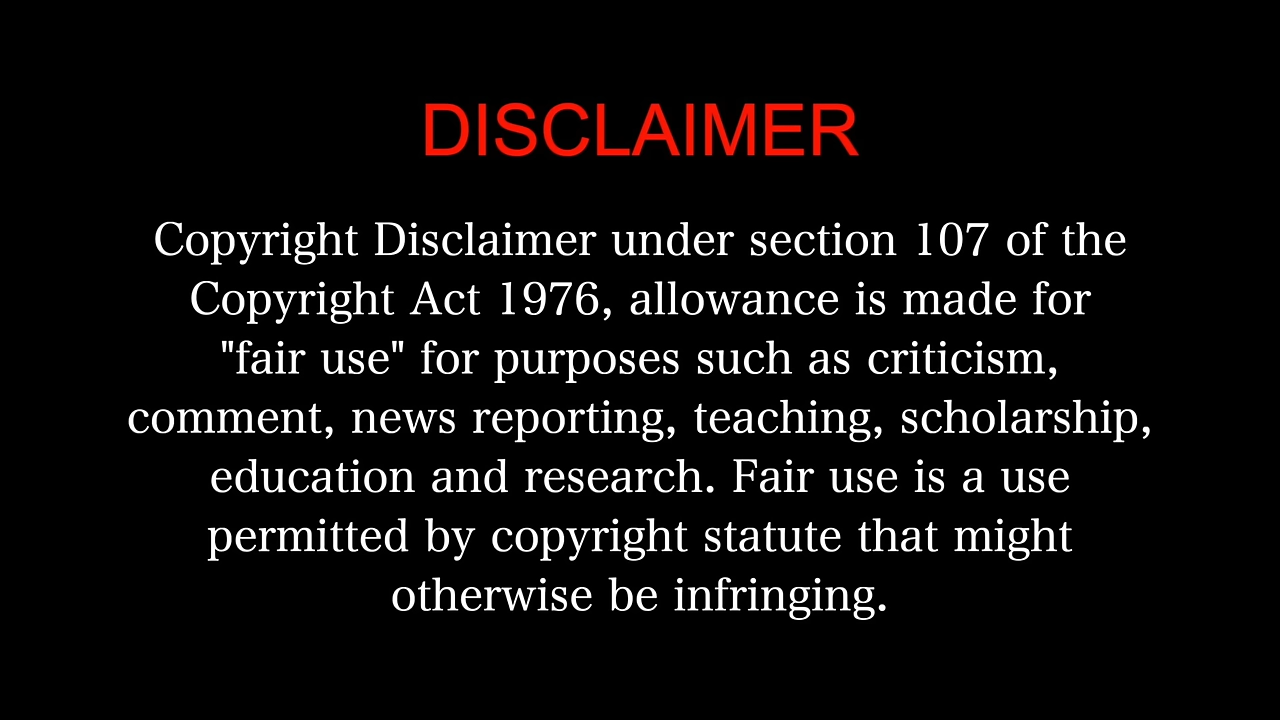 DISCLAIMER
Copyright Disclaimer under section 107 of the
Copyright Act 1976, allowance is made for
"fair use" for purposes such as criticism,
comment, news reporting, teaching, scholarship,
education and research. Fair use is a use
permitted by copyright statute that might
otherwise be infringing.